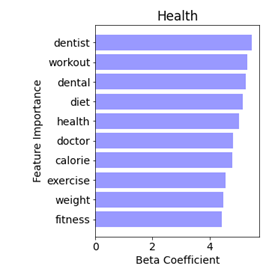 Health
Feature Importance
dentist
workout
dental
diet
health
doctor
calorie
exercise
weight
fitness
0 2 4
Beta Coefficient